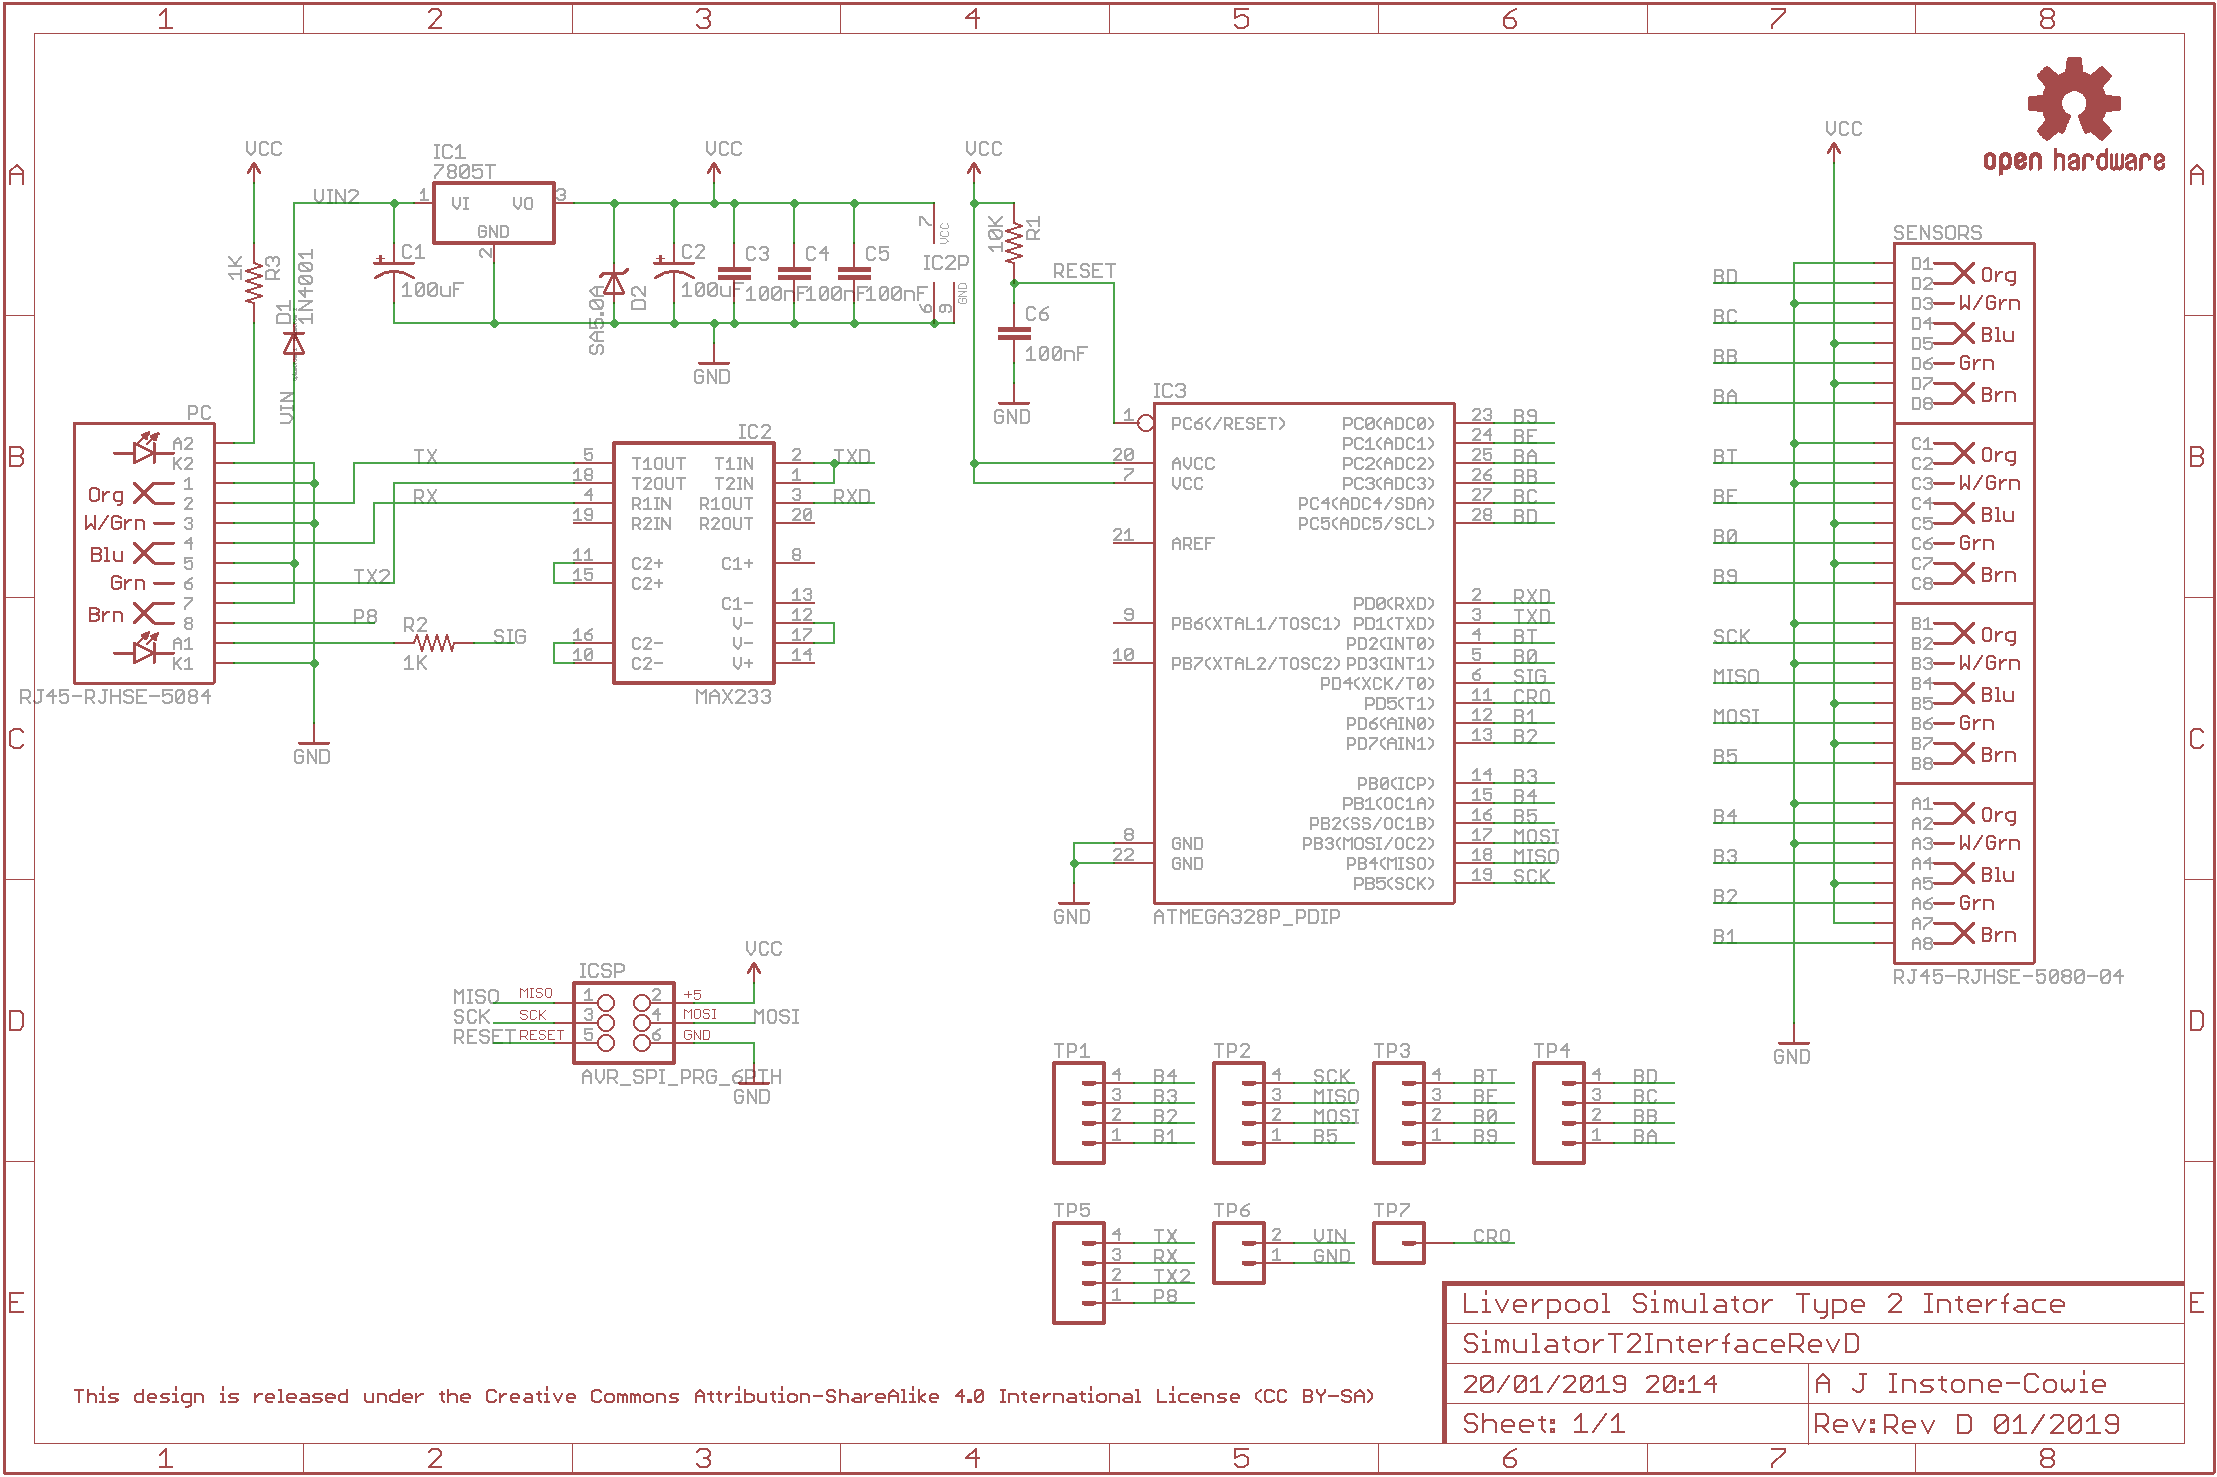 1 2 3 4 5 6 7 8
A
B
C
D
E
A
B
C
D
E
1 2 3 4 5 6 7 8
open hardware
VCC
1K
R3
D1
1N4001
VIN2
VIN
IC1
7805T
1 VI VO 3
GND
2
C1
100uF
VCC
SA5.0A
D2
C2
100uF
C3
100nF
C4
100nF
C5
100nF
7 VCC
IC2P
6 9 GND
GND
VCC
10K
R1
RESET
C6
100nF
GND
PC
A2
K2
Org 1
2
W/Grn 3
4
Blu 5
Grn 6
7
Brn 8
A1
K1
RJ45-RJHSE-5084
TX
RX
TX2
P8
R2
1K
SIG
GND
IC2
5 T1OUT T1IN 2 TXD
18 T2OUT T2IN 1
4 R1IN R1OUT 3 RXD
19 R2IN R2OUT 20
11 C2+ C1+ 8
15 C2+
C1- 13
V- 12
16 C2- V- 17
10 C2- V+ 14
MAX233
IC3
1 PC6(/RESET) PC0(ADC0) 23 B9
PC1(ADC1) 24 BE
20 AVCC PC2(ADC2) 25 BA
7 VCC PC3(ADC3) 26 BB
PC4(ADC4/SDA) 27 BC
PC5(ADC5/SCL) 28 BD
21 AREF
PD0(RXD) 2 RXD
9 PB6(XTAL1/TOSC1) PD1(TXD) 3 TXD
PD2(INT0) 4 BT
10 PB7(XTAL2/TOSC2) PD3(INT1) 5 B0
PD4(XCK/T0) 6 SIG
PD5(T1) 11 CRO
PD6(AIN0) 12 B1
PD7(AIN1) 13 B2
PB0(ICP) 14 B3
PB1(OC1A) 15 B4
PB2(SS/OC1B) 16 B5
8 GND PB3(MOSI/OC2) 17 MOSI
22 GND PB4(MISO) 18 MISO
PB5(SCK) 19 SCK
GND
ATMEGA328P_PDIP
VCC
SENSORS
D1 Org
BD D2
D3 W/Grn
BC D4 Blu
D5
BB D6 Grn
D7 Brn
BA D8
C1 Org
BT C2
C3 W/Grn
BE C4 Blu
C5
B0 C6 Grn
C7 Brn
B9 C8
B1 Org
SCK B2
B3 W/Grn
MISO B4 Blu
B5
MOSI B6 Grn
B7 Brn
B5 B8
A1 Org
B4 A2
A3 W/Grn
B3 A4 Blu
A5
B2 A6 Grn
A7 Brn
B1 A8
RJ45-RJHSE-5080-04
GND
ICSP
VCC
MISO MISO 1 2 +5
SCK SCK 3 4 MOSI MOSI
RESET RESET 5 6 GND
AVR_SPI_PRG_6PTH
GND
TP1
4 B4
3 B3
2 B2
1 B1
TP2
4 SCK
3 MISO
2 MOSI
1 B5
TP3
4 BT
3 BE
2 B0
1 B9
TP4
4 BD
3 BC
2 BB
1 BA
TP5
4 TX
3 RX
2 TX2
1 P8
TP6
2 VIN
1 GND
TP7
CRO
This design is released under the Creative Commons Attribution-ShareAlike 4.0 International License (CC BY-SA)
Liverpool Simulator Type 2 Interface
SimulatorT2InterfaceRevD
20/01/2019 20:14 A J Instone-Cowie
Sheet: 1/1 Rev:Rev D 01/2019